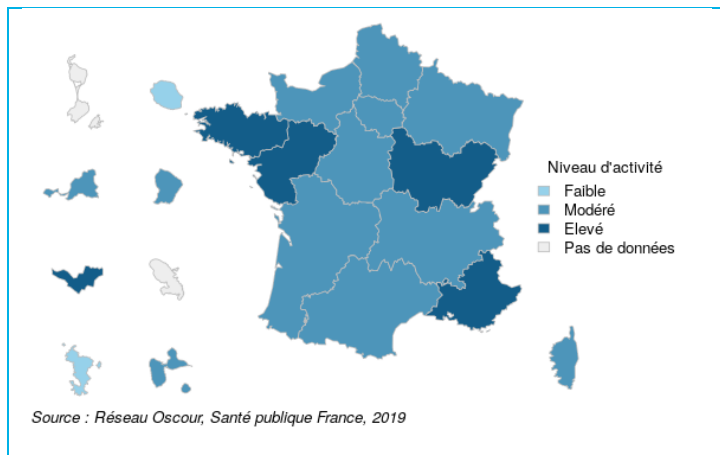 Niveau d'activité
Faible
Modéré
Elevé
Pas de données
Source : Réseau Oscour, Santé publique France, 2019